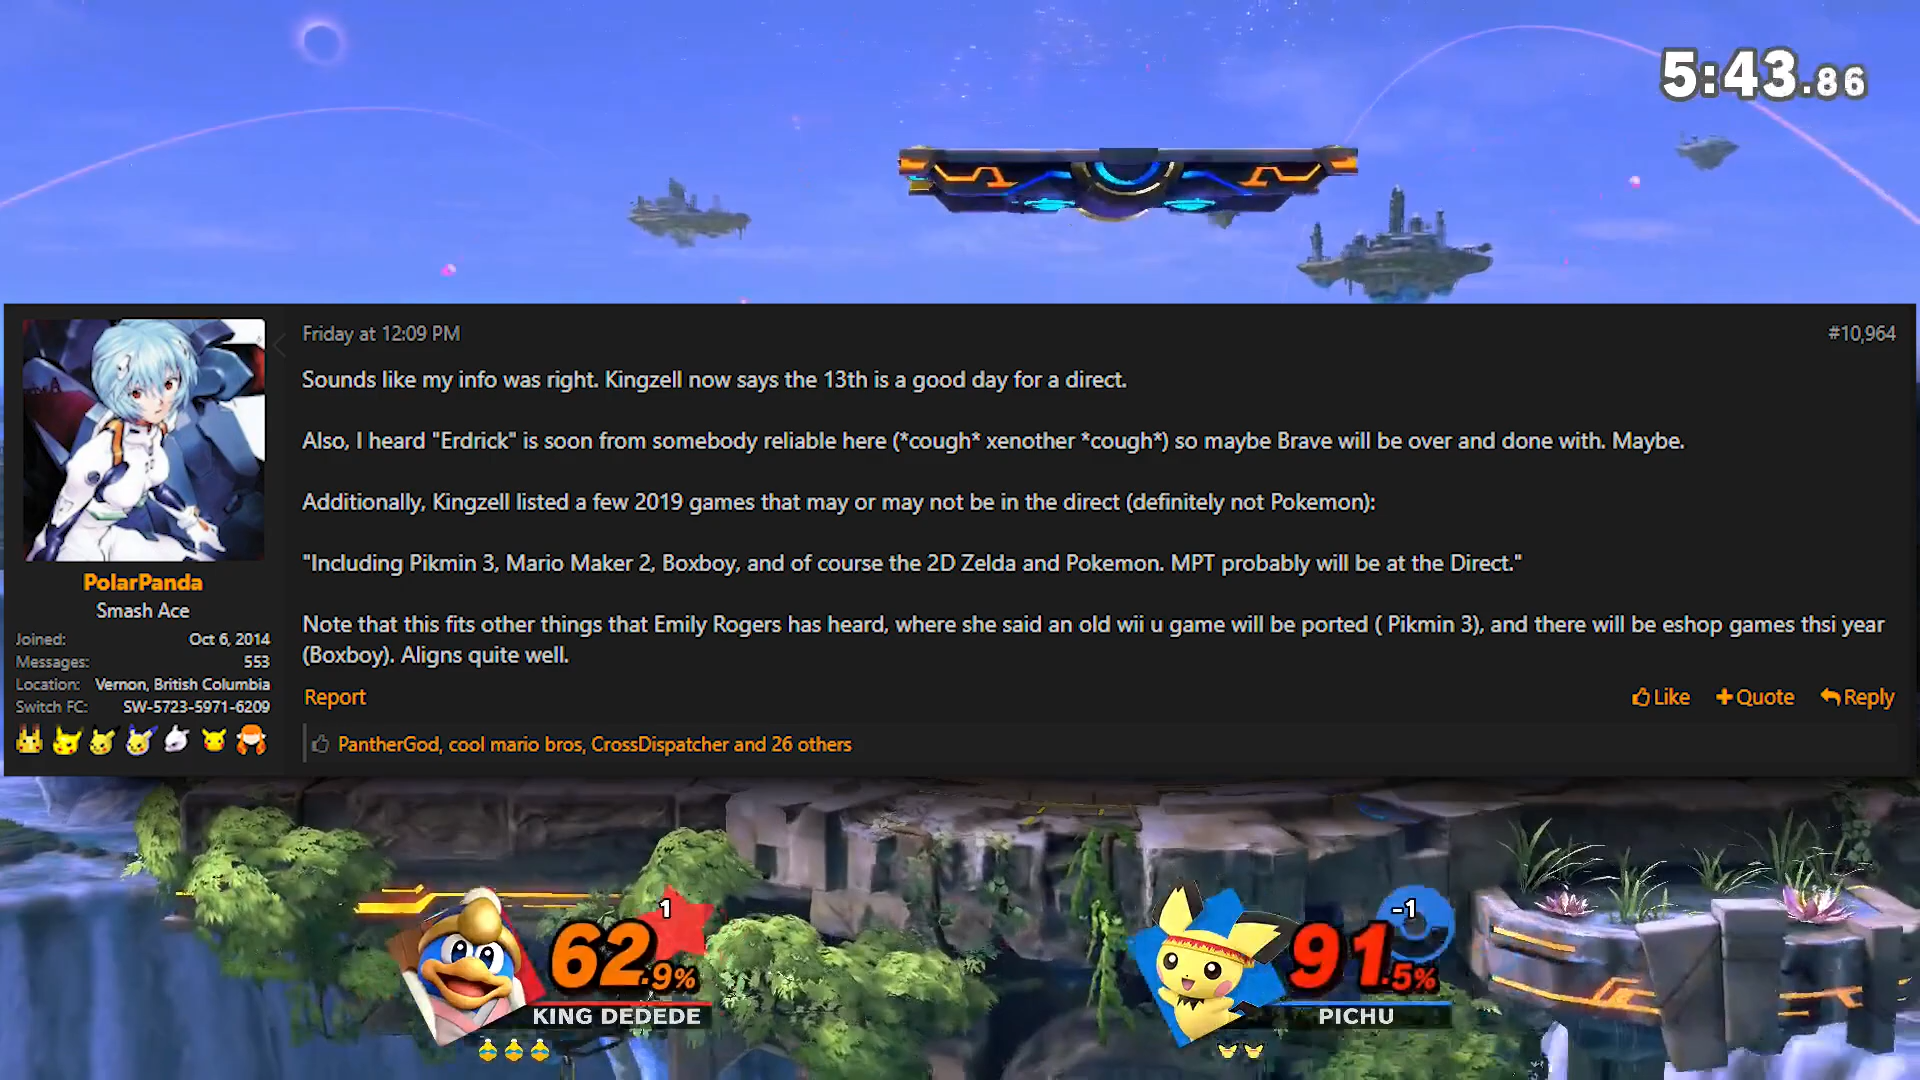 5:43.86
Friday at 12:09 PM
#10,964
Sounds like my info was right. Kingzell now says the 13th is a good day for a direct.
Also, I heard "Erdrick" is soon from somebody reliable here (*cough* xenother *cough*) so maybe Brave will be over and done with. Maybe.
Additionally, Kingzell listed a few 2019 games that may or may not be in the direct (definitely not Pokemon):
"Including Pikmin 3, Mario Maker 2, Boxboy, and of course the 2D Zelda and Pokemon. MPT probably will be at the Direct."
Note that this fits other things that Emily Rogers has heard, where she said an old wii u game will be ported ( Pikmin 3), and there will be eshop games thsi year
(Boxboy). Aligns quite well.
Report
Like
Quote
Reply
PantherGod, cool mario bros, CrossDispatcher and 26 others
PolarPanda
Smash Ace
Joined: Oct 6, 2014
Messages: 553
Location: Vernon, British Columbia
Switch FC: SW-5723-5971-6209
1
62.9%
KING DEDEDE
-1
91.5%
PICHU